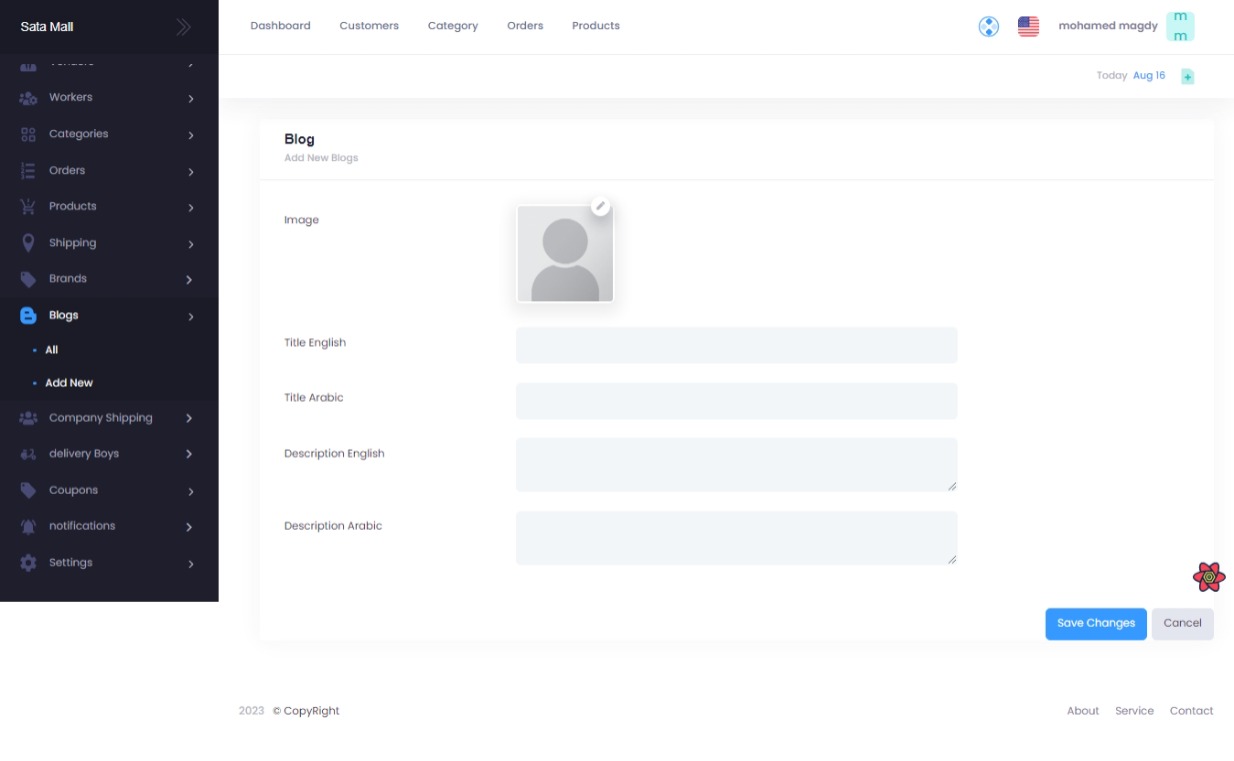 Sata Mall
Dashboard Customers Category Orders Products
mohamed magdy
m
m
Today Aug 16
Vendors
Workers
Categories
Orders
Products
Shipping
Brands
Blogs
All
Add New
Company Shipping
delivery Boys
Coupons
notifications
Settings
Blog
Add New Blogs
Image
Title English
Title Arabic
Description English
Description Arabic
Save Changes Cancel
2023 © CopyRight
About Service Contact